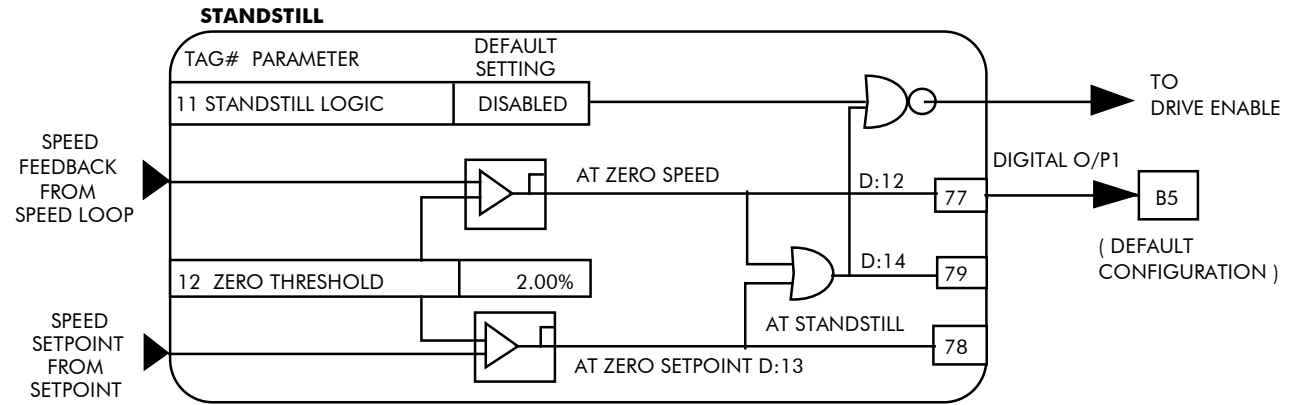 STANDSTILL
TAG# PARAMETER
DEFAULT
SETTING
11 STANDSTILL LOGIC
DISABLED
TO
DRIVE ENABLE
SPEED
FEEDBACK
FROM
SPEED LOOP
AT ZERO SPEED
D:12
77
DIGITAL O/P1
B5
( DEFAULT
CONFIGURATION )
12 ZERO THRESHOLD
2.00%
D:14
79
SPEED
SETPOINT
FROM
SETPOINT
AT STANDSTILL
78
AT ZERO SETPOINT D:13